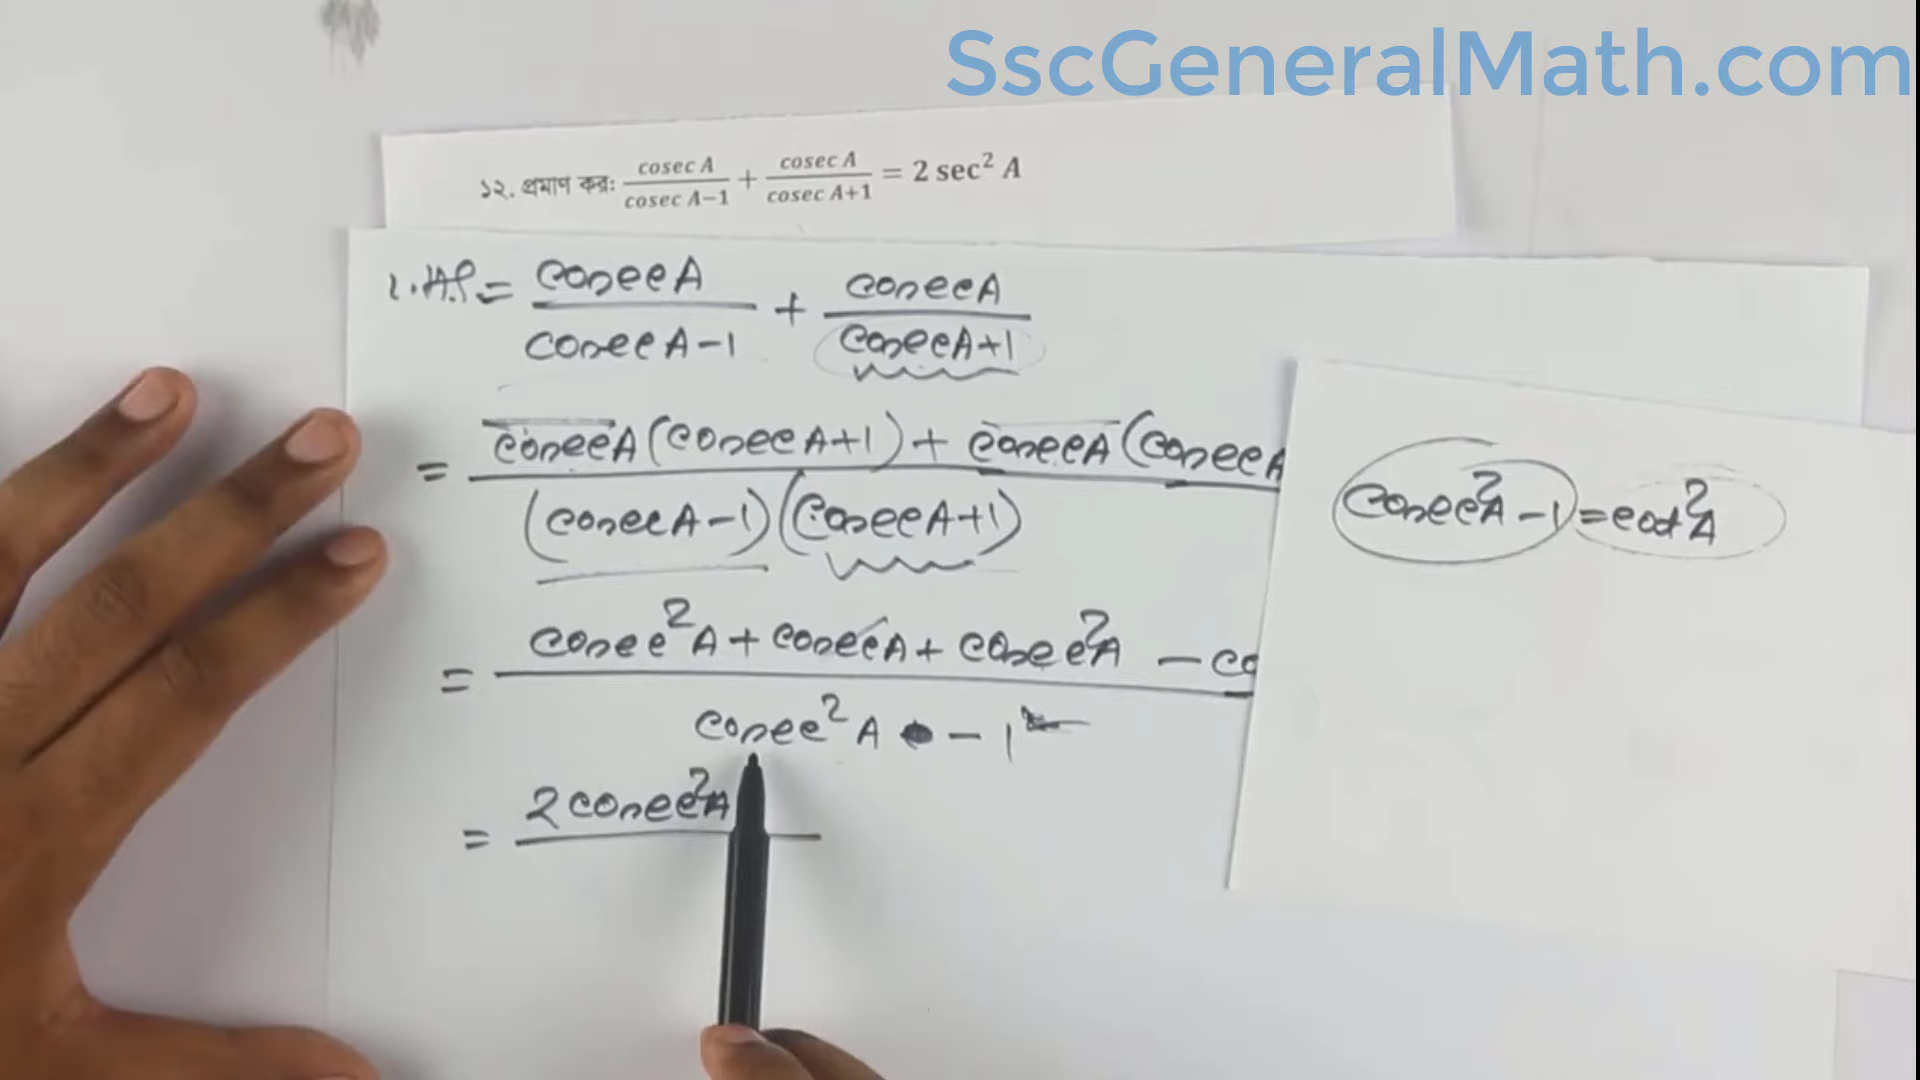 SscGeneralMath.com
১২. প্রমাণ কর: cosec A / cosec A−1 + cosec A / cosec A+1 = 2 sec² A
= cosecA / cosecA−1 + cosecA / cosecA+1
= cosecA(cosecA+1) + cosecA(cosecA / (cosecA−1)(cosecA+1)
cosec²A −1 = cot²A
= cosec²A + cosecA + cosec²A − co / cosec²A − 1
= 2cosec²A